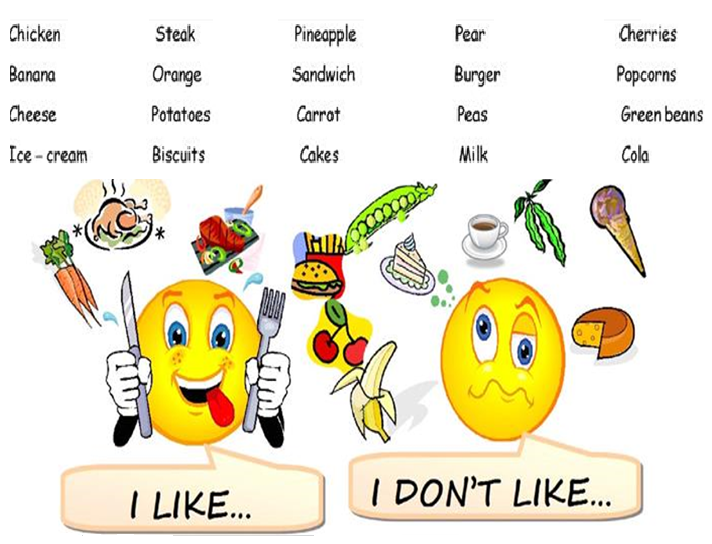 Chicken Steak Pineapple Pear Cherries
Banana Orange Sandwich Burger Popcorns
Cheese Potatoes Carrot Peas Green beans
Ice - cream Biscuits Cakes Milk Cola
I LIKE...
I DON'T LIKE...